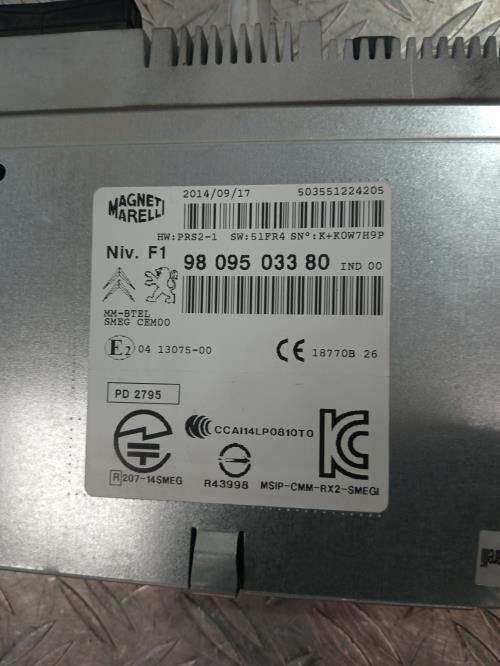 MAGNETI
MARELLI
2014/09/17 503551224205
HW:PRS2-1 SW:51FR4 SN°:K+K0W7H9P
Niv. F1
98 095 033 80 IND 00
MM-BTEL
SMEG CEM00
E2 04 13075-00
CE 18770B 26
PD 2795
CCAI14LP0810T0
R 207-14SMEG
R43998
MSIP-CMM-RX2-SMEGI
arelli